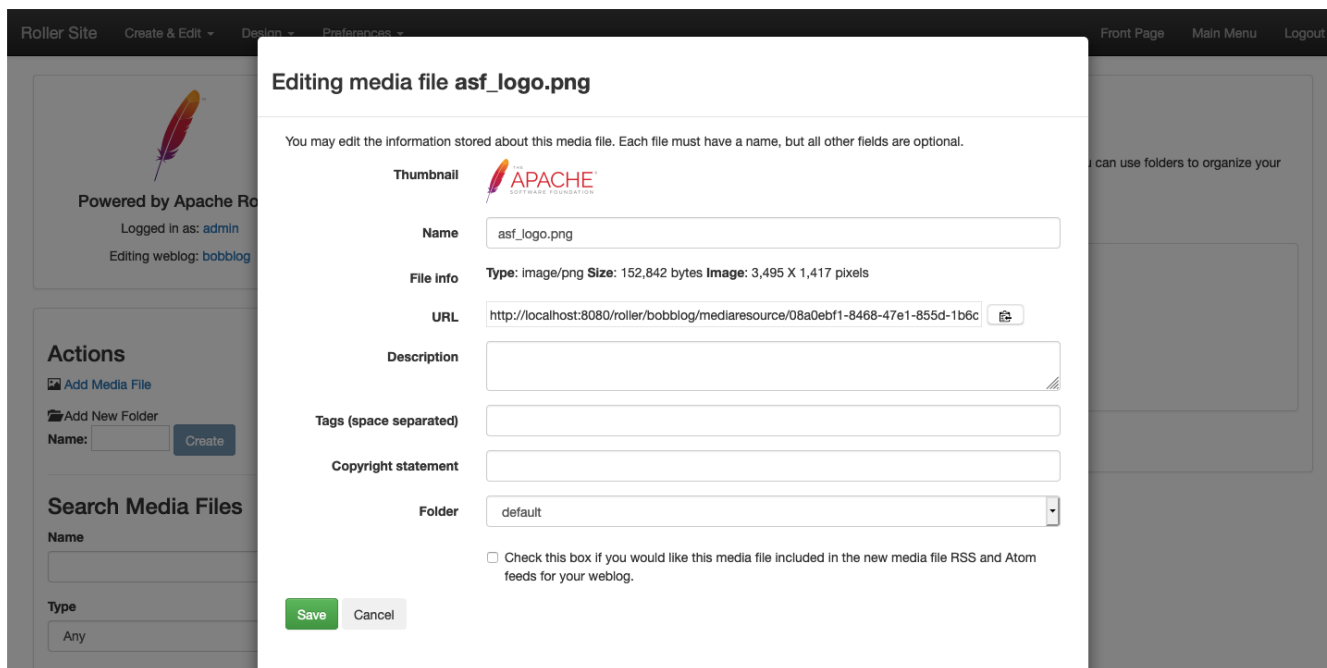 Roller Site Create & Edit Design Preferences Front Page Main Menu Logout
Powered by Apache Ro
Logged in as: admin
Editing weblog: bobblog
Actions
Add Media File
Add New Folder
Name: Create
Search Media Files
Name
Type
Any
Editing media file asf_logo.png
You may edit the information stored about this media file. Each file must have a name, but all other fields are optional.
Thumbnail
THE
APACHE
SOFTWARE FOUNDATION
Name asf_logo.png
File info Type: image/png Size: 152,842 bytes Image: 3,495 X 1,417 pixels
URL http://localhost:8080/roller/bobblog/mediaresource/08a0ebf1-8468-47e1-855d-1b6c
Description
Tags (space separated)
Copyright statement
Folder default
Check this box if you would like this media file included in the new media file RSS and Atom
feeds for your weblog.
Save Cancel
can use folders to organize your